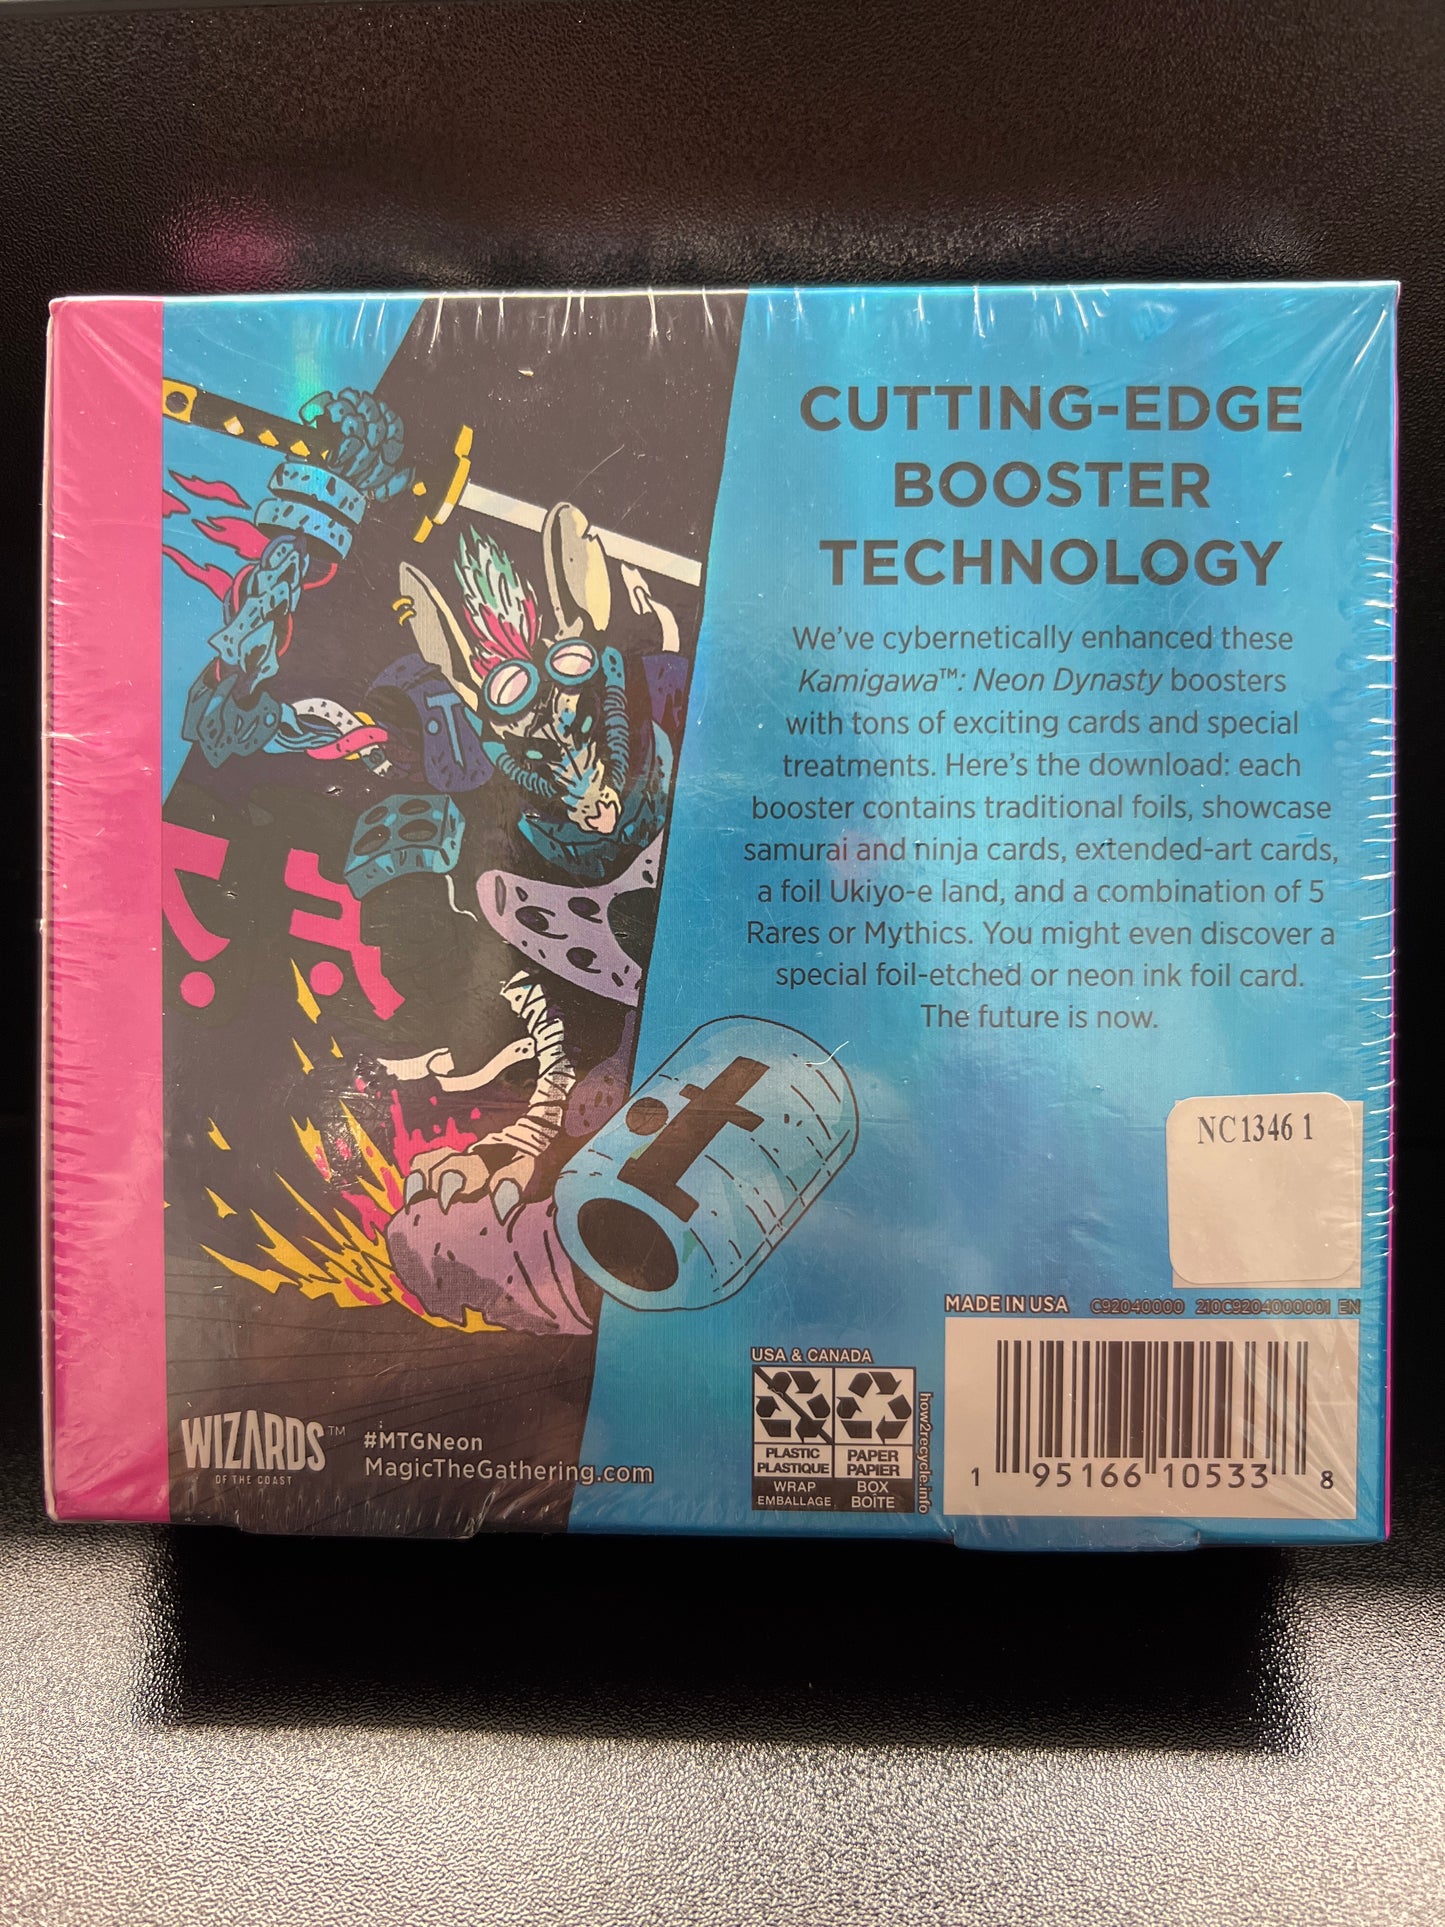 CUTTING-EDGE
BOOSTER
TECHNOLOGY
We've cybernetically enhanced these
Kamigawa™: Neon Dynasty boosters
with tons of exciting cards and special
treatments. Here's the download: each
booster contains traditional foils, showcase
samurai and ninja cards, extended-art cards,
a foil Ukiyo-e land, and a combination of 5
Rares or Mythics. You might even discover a
special foil-etched or neon ink foil card.
The future is now.
NC1346 1
MADE IN USA C92040000 210C9204000001 EN
USA & CANADA
PLASTIC
PLASTIQUE
WRAP
EMBALLAGE
PAPER
PAPIER
BOX
BOÎTE
how2recycle.info
1 95166 10533 8
WIZARDS™
OF THE COAST
#MTGNeon
MagicTheGathering.com